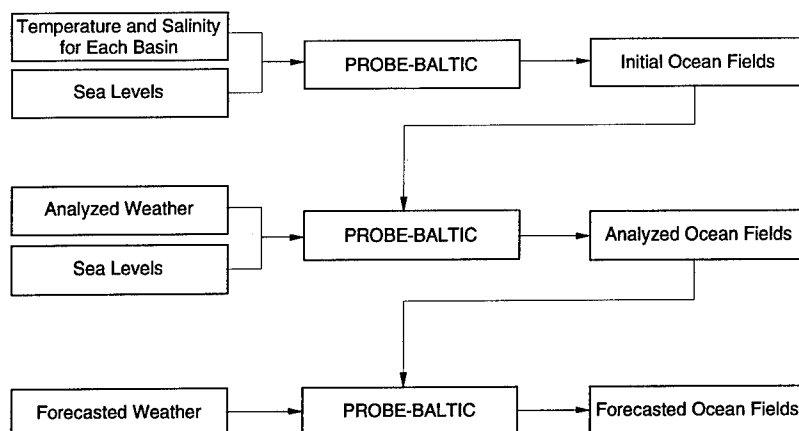 Temperature and Salinity
for Each Basin
Sea Levels
PROBE-BALTIC
Initial Ocean Fields
Analyzed Weather
Sea Levels
PROBE-BALTIC
Analyzed Ocean Fields
Forecasted Weather
PROBE-BALTIC
Forecasted Ocean Fields